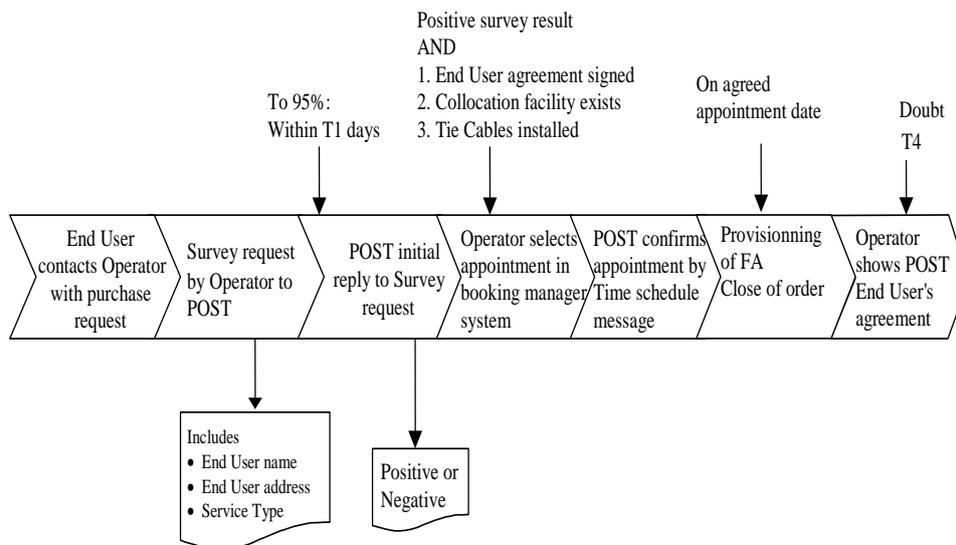 Positive survey result
AND
1. End User agreement signed
2. Collocation facility exists
3. Tie Cables installed
To 95%:
Within T1 days
On agreed
appointment date
Doubt
T4
End User
contacts Operator
with purchase
request
Survey request
by Operator to
POST
POST initial
reply to Survey
request
Operator selects
appointment in
booking manager
system
POST confirms
appointment by
Time schedule
message
Provisionning
of FA
Close of order
Operator
shows POST
End User's
agreement
Includes
• End User name
• End User address
• Service Type
Positive or
Negative